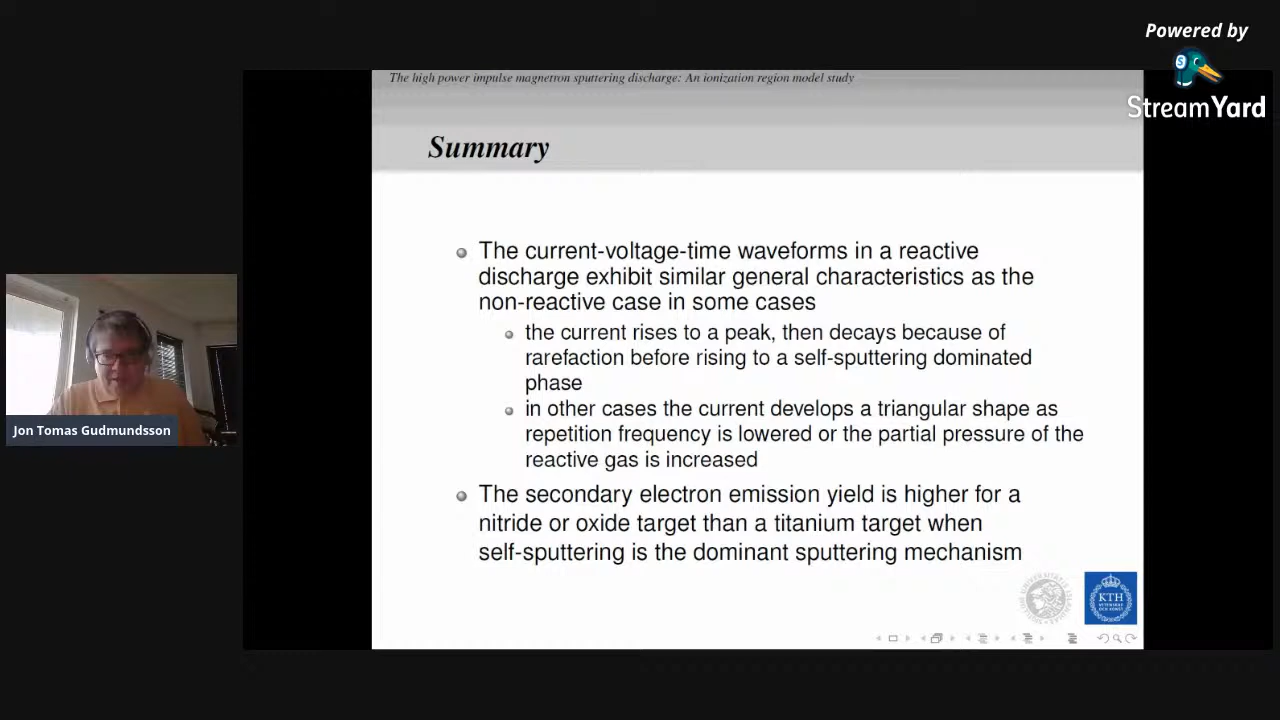 Powered by
StreamYard
The high power impulse magnetron sputtering discharge: An ionization region model study
Summary
The current-voltage-time waveforms in a reactive
discharge exhibit similar general characteristics as the
non-reactive case in some cases
the current rises to a peak, then decays because of
rarefaction before rising to a self-sputtering dominated
phase
in other cases the current develops a triangular shape as
repetition frequency is lowered or the partial pressure of the
reactive gas is increased
The secondary electron emission yield is higher for a
nitride or oxide target than a titanium target when
self-sputtering is the dominant sputtering mechanism
Jon Tomas Gudmundsson
KTH